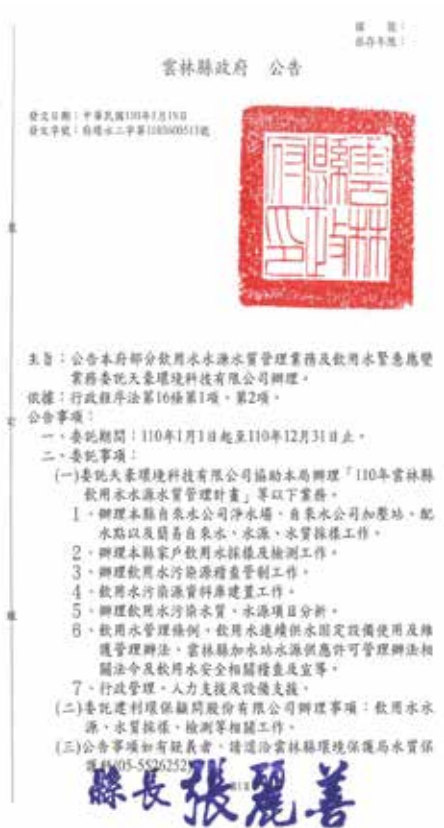 檔　號：
保存年限：
雲林縣政府　公告
發文日期：中華民國110年1月19日
發文字號：府環水二字第1103600513號
雲林縣政府印
主旨：公告本府部分飲用水水源水質管理業務及飲用水緊急應變
業務委託天豪環境科技有限公司辦理。
依據：行政程序法第16條第1項、第2項。
公告事項：
一、委託期間：110年1月1日起至110年12月31日止。
二、委託事項：
(一)委託天豪環境科技有限公司協助本局辦理「110年雲林縣
飲用水水源水質管理計畫」等以下業務。
1、辦理本縣自來水公司淨水場、自來水公司加壓站、配
水點以及簡易自來水、水源、水質採樣工作。
2、辦理本縣家戶飲用水採樣及檢測工作。
3、辦理飲用水污染源稽查管制工作。
4、飲用水污染源資料庫建置工作。
5、辦理飲用水污染水質、水源項目分析。
6、飲用水管理條例、飲用水連續供水固定設備使用及維
護管理辦法、雲林縣加水站水源供應許可管理辦法相
關法令及飲用水安全相關稽查及宣導。
7、行政管理、人力支援及設備支援。
(二)委託建利環保顧問股份有限公司辦理事項：飲用水水
源、水質採樣、檢測等相關工作。
(三)公告事項如有疑義者，請逕洽雲林縣環境保護局水質保
護科(05-5526252)
縣長張麗善
裝
訂
線